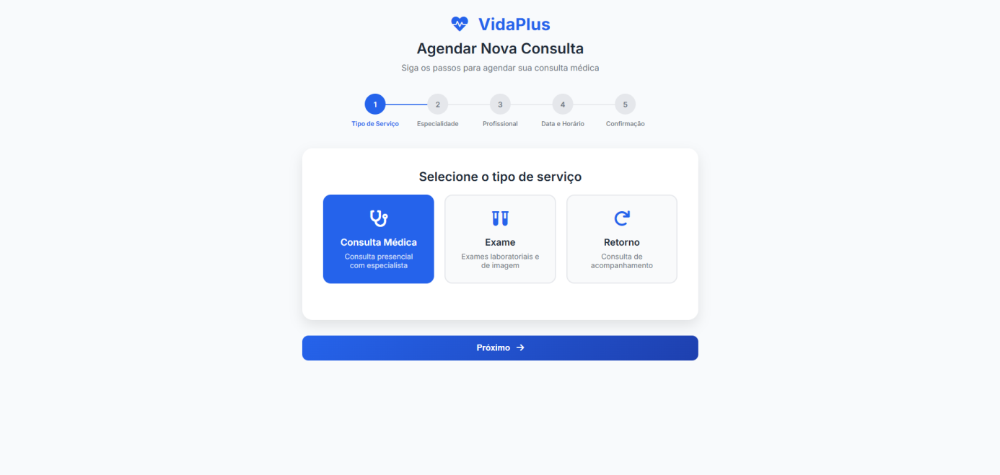 VidaPlus
Agendar Nova Consulta
Siga os passos para agendar sua consulta médica
1
2
3
4
5
Tipo de Serviço
Especialidade
Profissional
Data e Horário
Confirmação
Selecione o tipo de serviço
Consulta Médica
Consulta presencial
com especialista
Exame
Exames laboratoriais e
de imagem
Retorno
Consulta de
acompanhamento
Próximo